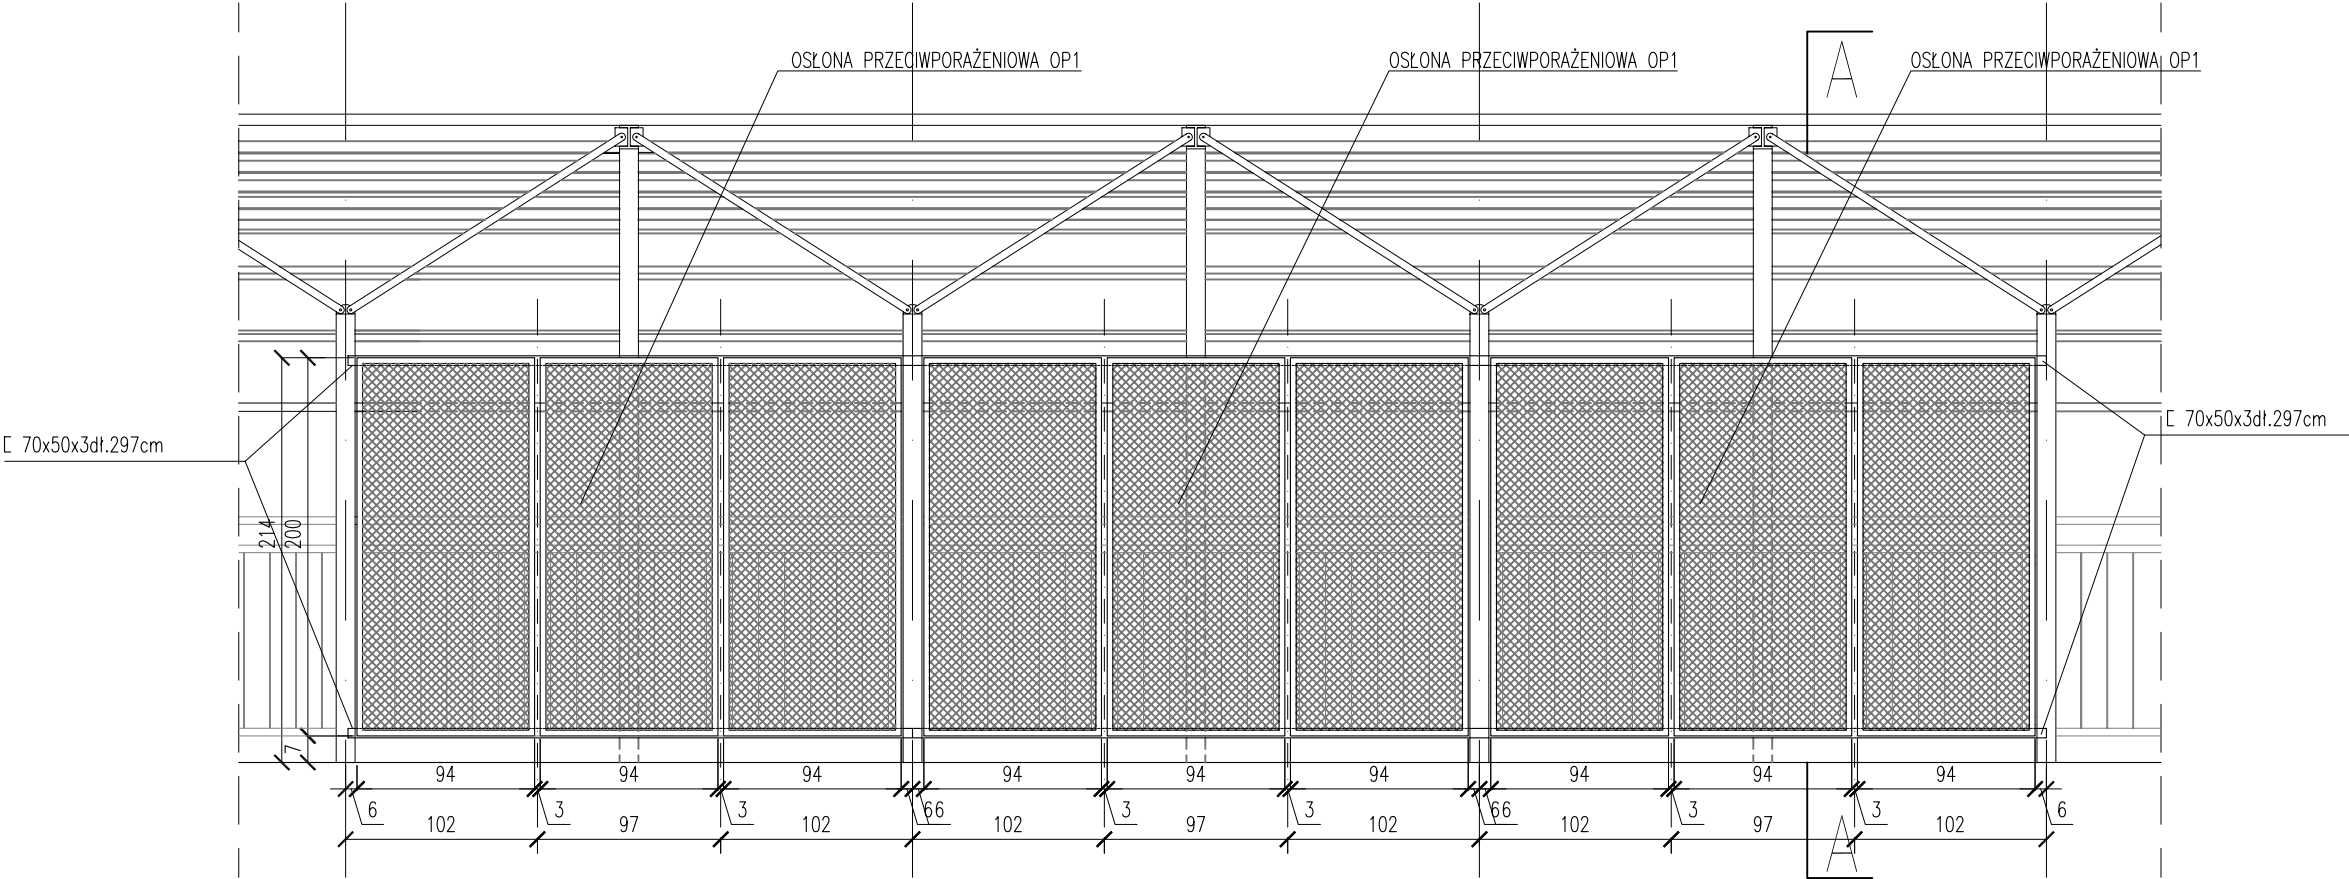 OSŁONA PRZECIWPORAŻENIOWA OP1
OSŁONA PRZECIWPORAŻENIOWA OP1
OSŁONA PRZECIWPORAŻENIOWA OP1
A
[ 70x50x3dł.297cm
[ 70x50x3dł.297cm
214
200
7
94 94 94 94 94 94 94 94 94
6 3 3 66 3 3 66 3 3 6
102 97 102 102 97 102 102 97 102
A